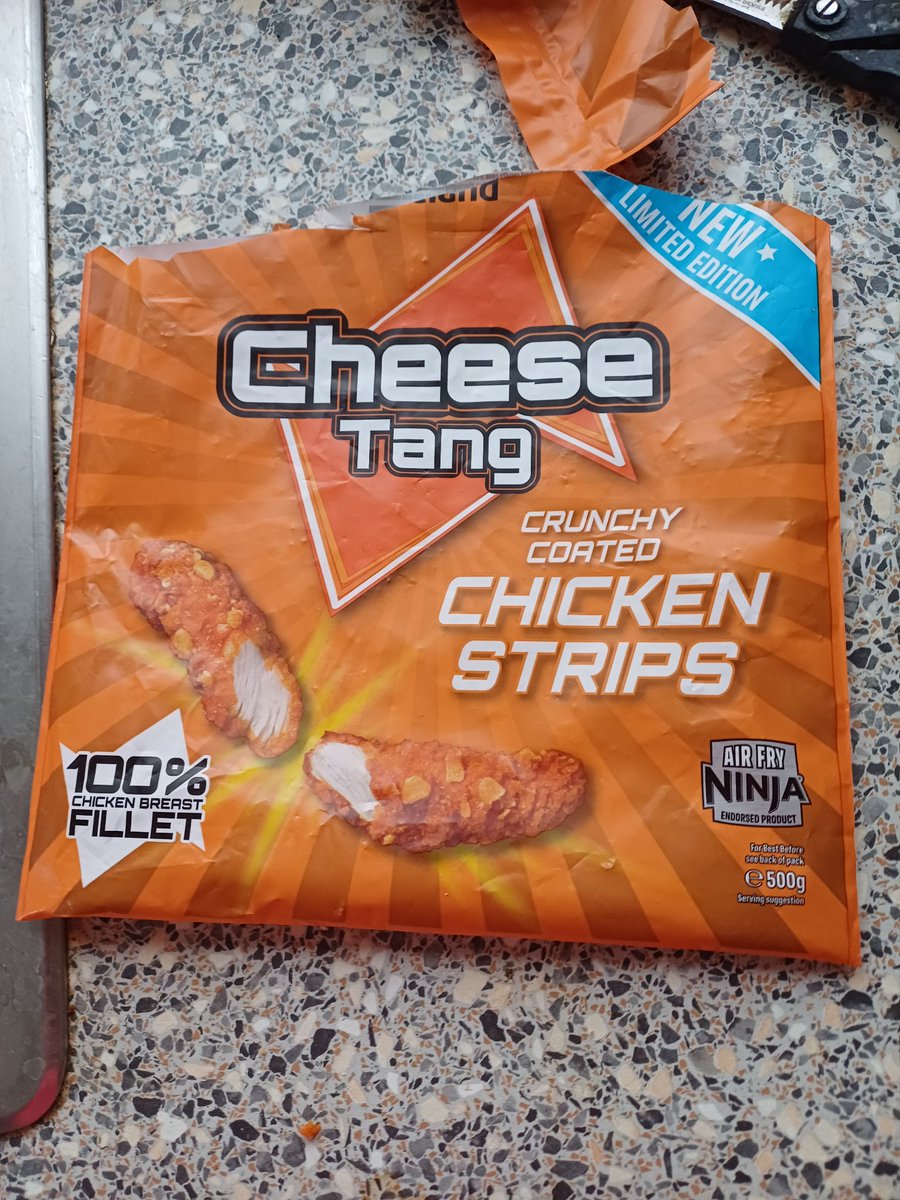 NEW
LIMITED EDITION
Cheese
Tang
CRUNCHY
COATED
CHICKEN
STRIPS
100%
CHICKEN BREAST
FILLET
AIR FRY
NINJA
ENDORSED PRODUCT
For Best Before
see back of pack
e 500g
Serving suggestion